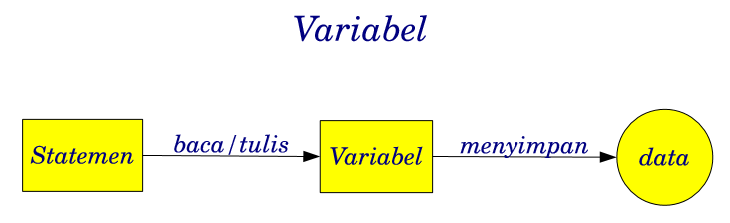 Variabel
Statemen
baca/tulis
Variabel
menyimpan
data